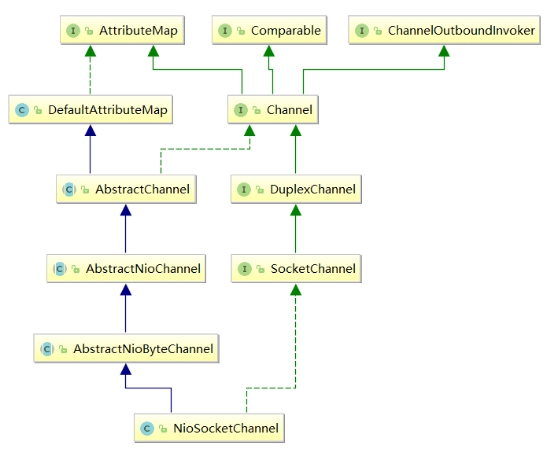 I AttributeMap
I Comparable
I ChannelOutboundInvoker
C DefaultAttributeMap
I Channel
C AbstractChannel
I DuplexChannel
C AbstractNioChannel
I SocketChannel
C AbstractNioByteChannel
C NioSocketChannel